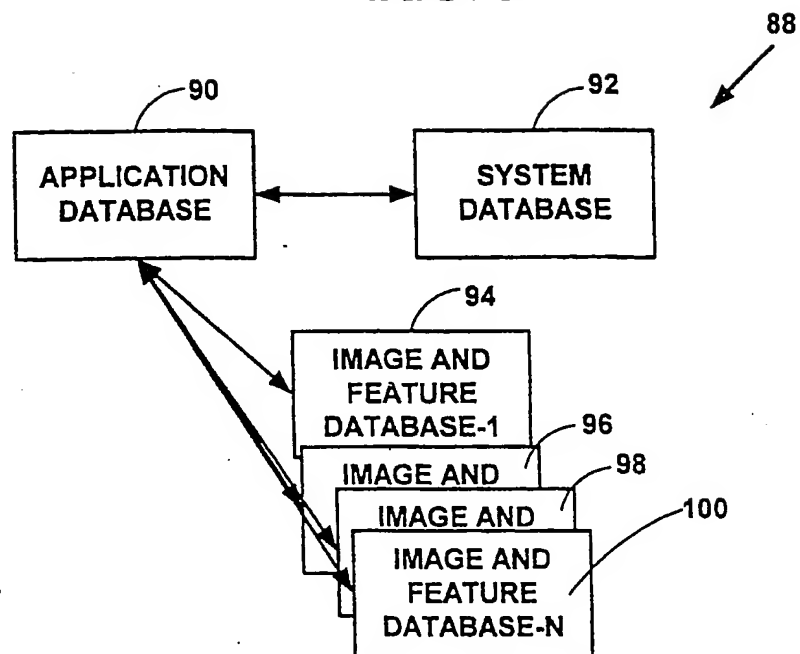 88
90
92
APPLICATION
DATABASE
SYSTEM
DATABASE
94
IMAGE AND
FEATURE
DATABASE-1
96
IMAGE AND
98
IMAGE AND
100
IMAGE AND
FEATURE
DATABASE-N